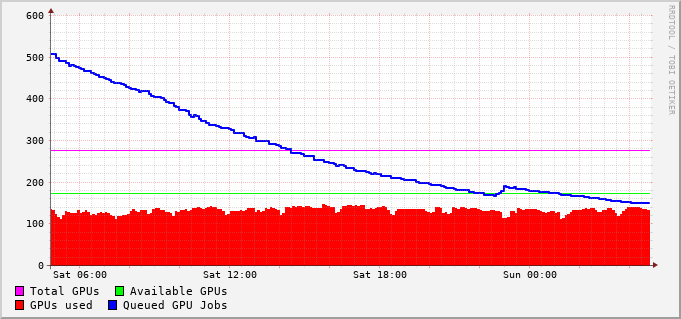 600
RRDTOOL / TOBI OETIKER
500
400
300
200
100
0
Sat 06:00 Sat 12:00 Sat 18:00 Sun 00:00
Total GPUs Available GPUs
GPUs used Queued GPU Jobs